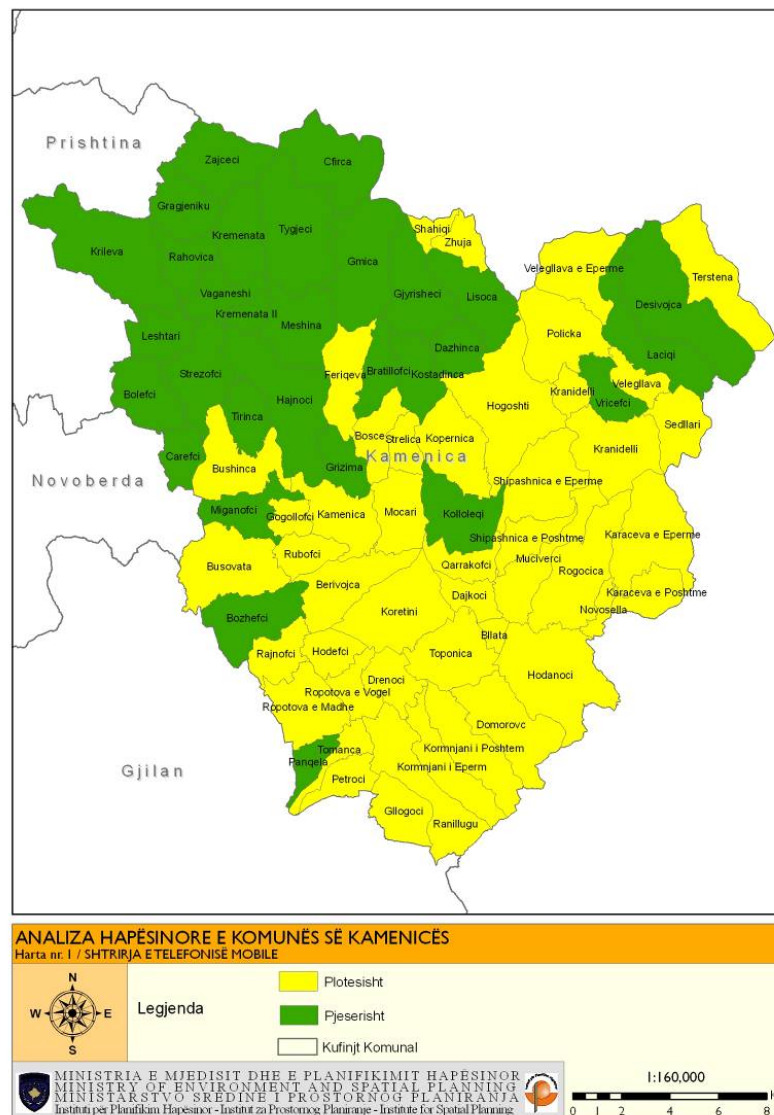 Prishtina
Zajceci
Cfirca
Gragjeniku
Kremenata
Tygjeci
Shahiqi
Zhuja
Krileva
Rahovica
Gmica
Velegllava e Eperme
Terstena
Vaganeshi
Gjyrisheci
Lisoca
Desivojca
Kremenata II
Meshina
Leshtari
Policka
Dazhinca
Laciqi
Strezofci
Feriqeva
Bratillofci
Kostadinca
Kranidelli
Velegllava
Bolefci
Hajnoci
Hogoshti
Vricefci
Tirinca
Sedllari
Bosce
Strelica
Kopernica
Carefci
Kamenica
Kranidelli
Novoberda
Bushinca
Grizima
Shipashnica e Eperme
Miganofci
Gogollofci
Kamenica
Mocari
Kolloleqi
Shipashnica e Poshtme
Karaceva e Eperme
Rubofci
Muciverci
Busovata
Qarrakofci
Rogocica
Berivojca
Dajkoci
Karaceva e Poshtme
Koretini
Novosella
Bozhefci
Bllata
Rajnofci
Hodefci
Toponica
Hodanoci
Drenoci
Ropotova e Vogel
Ropotova e Madhe
Domorovc
Tomanca
Kormnjani i Poshtem
Panqela
Kormnjani i Eperm
Gjilan
Petroci
Gllogoci
Ranillugu
ANALIZA HAPËSINORE E KOMUNËS SË KAMENICËS
Harta nr. 1 / SHTRIRJA E TELEFONISË MOBILE
N
W E
S
Legjenda
Plotesisht
Pjeserisht
Kufinjt Komunal
MINISTRIA E MJEDISIT DHE E PLANIFIKIMIT HAPËSINOR
MINISTRY OF ENVIRONMENT AND SPATIAL PLANNING
MINISTARSTVO SREDINE I PROSTORNOG PLANIRANJA
Instituti për Planifikim Hapësinor - Institut za Prostorno Planiranje - Institute for Spatial Planning
1:160,000
0 1 2 4 6 8